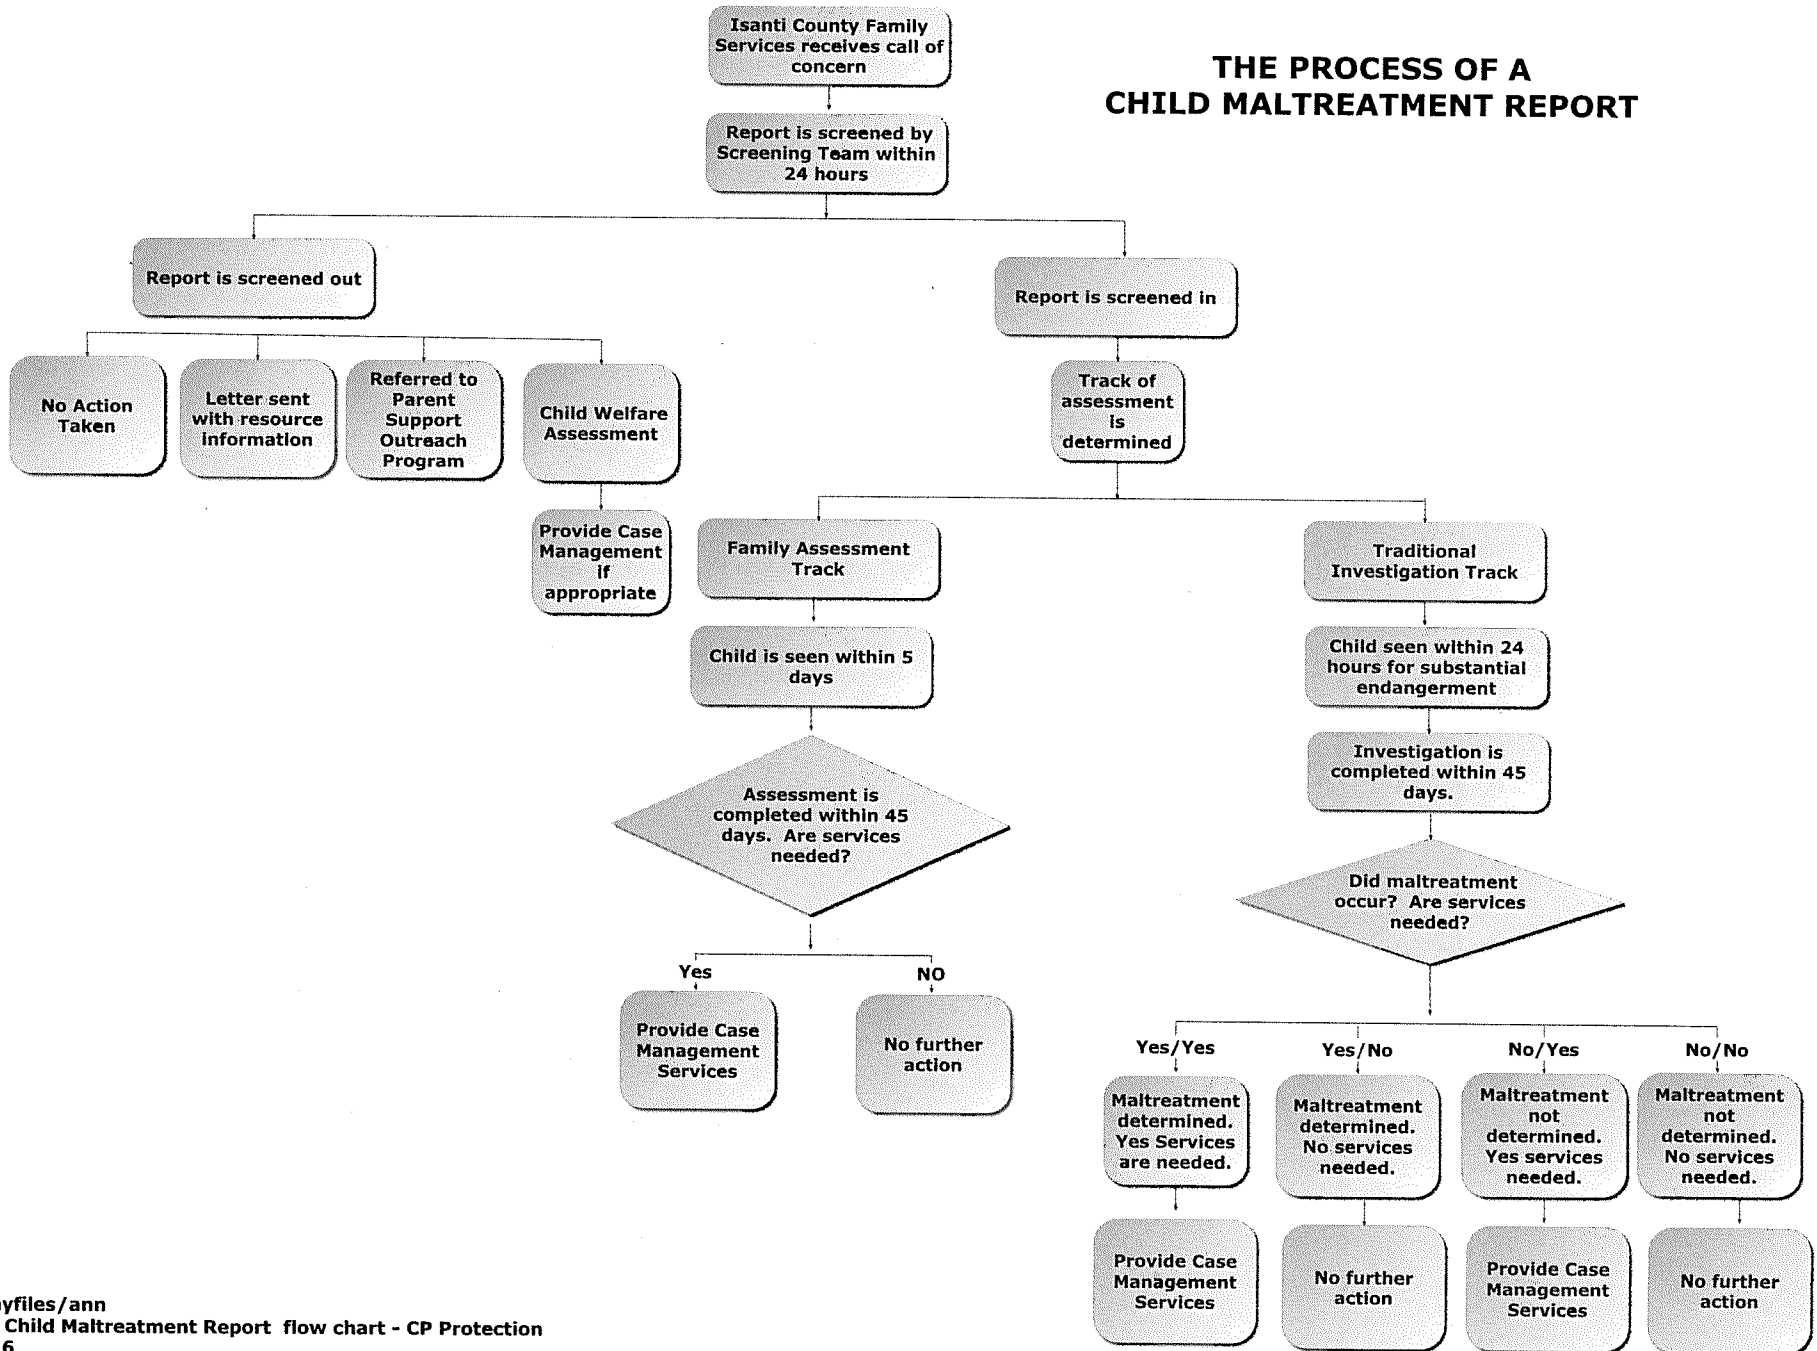 Isanti County Family
Services receives call of
concern
THE PROCESS OF A
CHILD MALTREATMENT REPORT
Report is screened by
Screening Team within
24 hours
Report is screened out
Report is screened in
No Action
Taken
Letter sent
with resource
information
Referred to
Parent
Support
Outreach
Program
Child Welfare
Assessment
Track of
assessment
is
determined
Provide Case
Management
if
appropriate
Family Assessment
Track
Traditional
Investigation Track
Child is seen within 5
days
Child seen within 24
hours for substantial
endangerment
Investigation is
completed within 45
days.
Assessment is
completed within 45
days. Are services
needed?
Did maltreatment
occur? Are services
needed?
Yes
NO
Provide Case
Management
Services
No further
action
Yes/Yes
Yes/No
No/Yes
No/No
Maltreatment
determined.
Yes Services
are needed.
Maltreatment
determined.
No services
needed.
Maltreatment
not
determined.
Yes services
needed.
Maltreatment
not
determined.
No services
needed.
Provide Case
Management
Services
No further
action
Provide Case
Management
Services
No further
action
yfiles/ann
Child Maltreatment Report flow chart - CP Protection
6